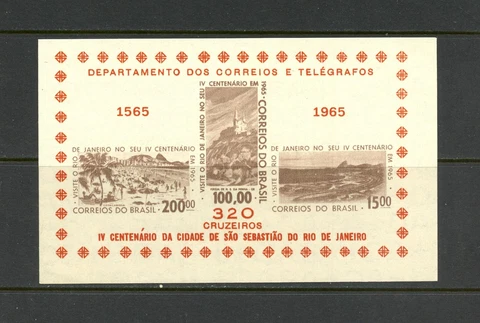 DEPARTAMENTO DOS CORREIOS E TELÉGRAFOS
1565
1965
VISITE O RIO DE JANEIRO NO SEU IV CENTENÁRIO EM 1965
CORREIOS DO BRASIL
200,00
VISITE O RIO DE JANEIRO NO SEU IV CENTENÁRIO EM 1965
CORREIOS DO BRASIL
100,00
VISITE O RIO DE JANEIRO NO SEU IV CENTENÁRIO EM 1965
CORREIOS DO BRASIL
15,00
320
CRUZEIROS
IV CENTENÁRIO DA CIDADE DE SÃO SEBASTIÃO DO RIO DE JANEIRO